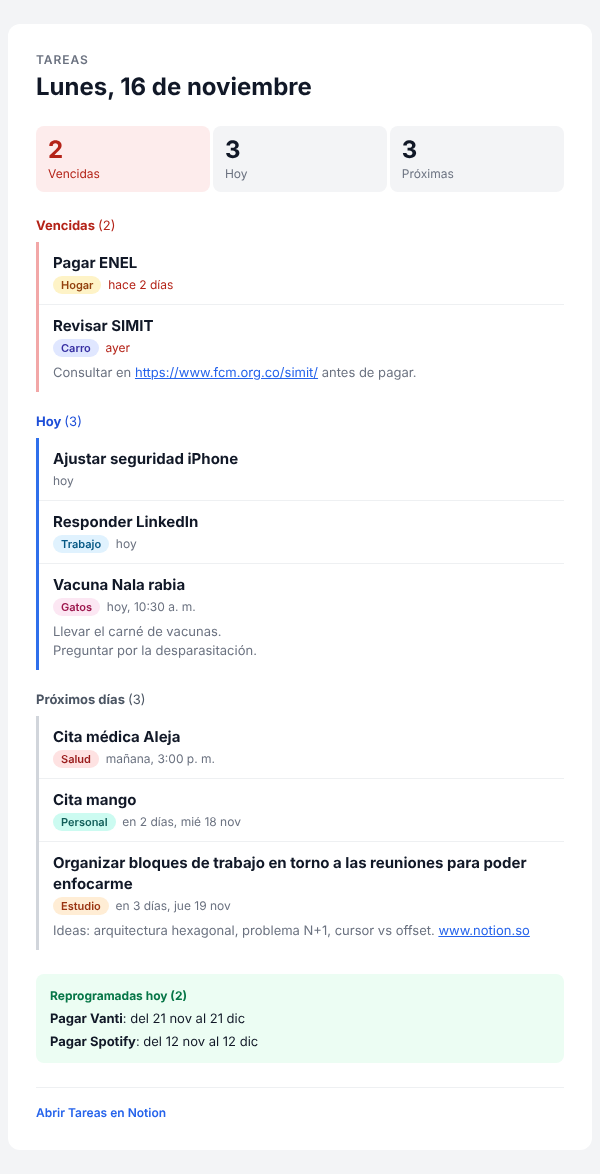 TAREAS
Lunes, 16 de noviembre
2
Vencidas
3
Hoy
3
Próximas
Vencidas (2)
Pagar ENEL
Hogar hace 2 días
Revisar SIMIT
Carro ayer
Consultar en https://www.fcm.org.co/simit/ antes de pagar.
Hoy (3)
Ajustar seguridad iPhone
hoy
Responder LinkedIn
Trabajo hoy
Vacuna Nala rabia
Gatos hoy, 10:30 a. m.
Llevar el carné de vacunas.
Preguntar por la desparasitación.
Próximos días (3)
Cita médica Aleja
Salud mañana, 3:00 p. m.
Cita mango
Personal en 2 días, mié 18 nov
Organizar bloques de trabajo en torno a las reuniones para poder
enfocarme
Estudio en 3 días, jue 19 nov
Ideas: arquitectura hexagonal, problema N+1, cursor vs offset. www.notion.so
Reprogramadas hoy (2)
Pagar Vanti: del 21 nov al 21 dic
Pagar Spotify: del 12 nov al 12 dic
Abrir Tareas en Notion